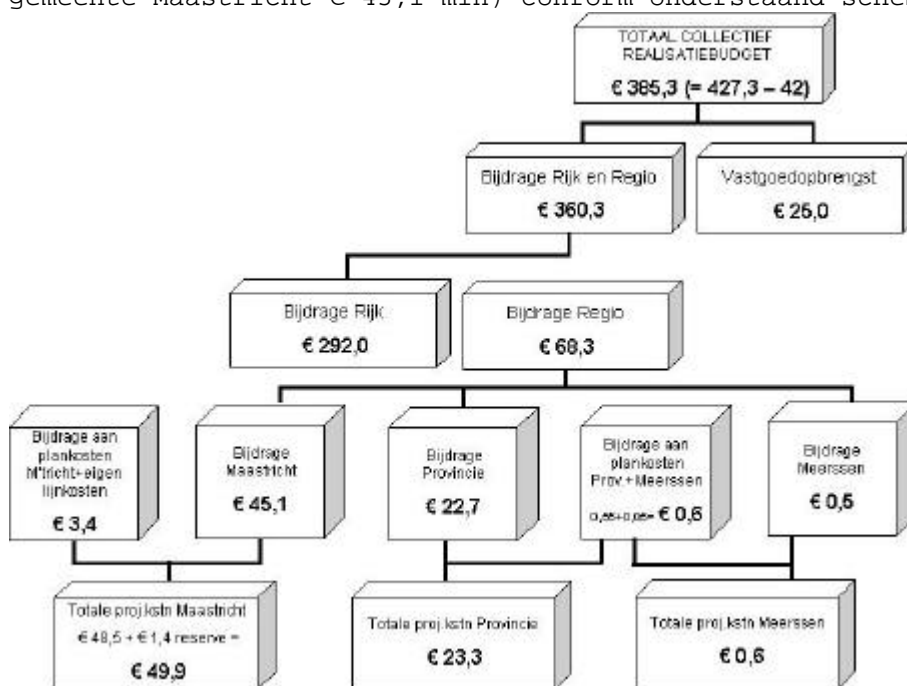 gemeente Maastricht € 45,1 mln) conform onderstaand
TOTAAL COLLECTIEF
REALISATIEBUDGET
€ 385,3 (= 427,3 – 42)
Bijdrage Rijk en Regio
€ 360,3
Vastgoedopbrengst
€ 25,0
Bijdrage Rijk
€ 292,0
Bijdrage Regio
€ 68,3
Bijdrage aan
plankosten
M'tricht+eigen
lijnkosten
€ 3,4
Bijdrage
Maastricht
€ 45,1
Bijdrage
Provincie
€ 22,7
Bijdrage aan
plankosten
Prov.+Meerssen
0,55+0,05= € 0,6
Bijdrage
Meerssen
€ 0,5
Totale proj.kstn Maastricht
€ 48,5 + € 1,4 reserve =
€ 49,9
Totale proj.kstn Provincie
€ 23,3
Totale proj.kstn Meerssen
€ 0,6